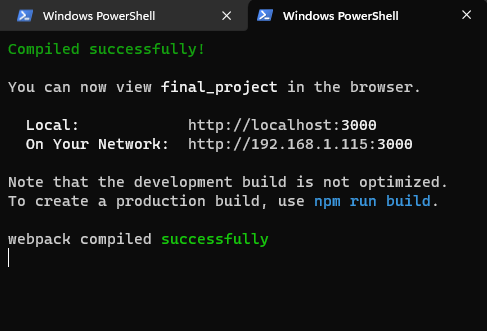 Windows PowerShell
Windows PowerShell
Compiled successfully!
You can now view final_project in the browser.
Local: http://localhost:3000
On Your Network: http://192.168.1.115:3000
Note that the development build is not optimized.
To create a production build, use npm run build.
webpack compiled successfully